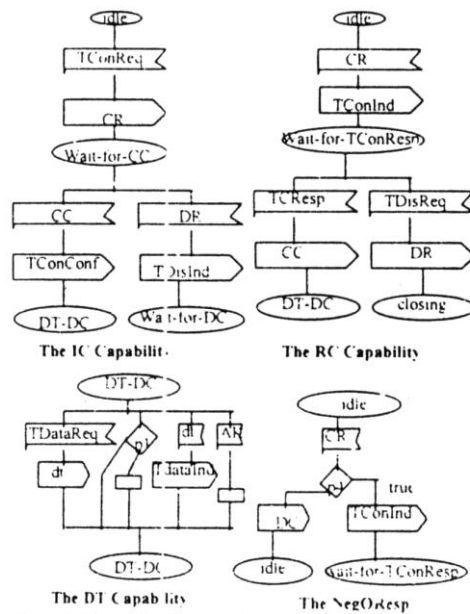 idle
TConReq
CR
Wait-for-CC
CC
DR
TConConf
TDisInd
DT-DC
Wait-for-DC
The IC Capability
idle
CR
TConInd
Wait-for-TConResp
TCResp
TDisReq
CC
DR
DT-DC
closing
The RC Capability
DT-DC
TDataReq
p1
dt
AK
dt
TdataInd
DT-DC
The DT Capability
idle
CR
true
DC
TConInd
idle
Wait-for-TConResp
The NegOResp